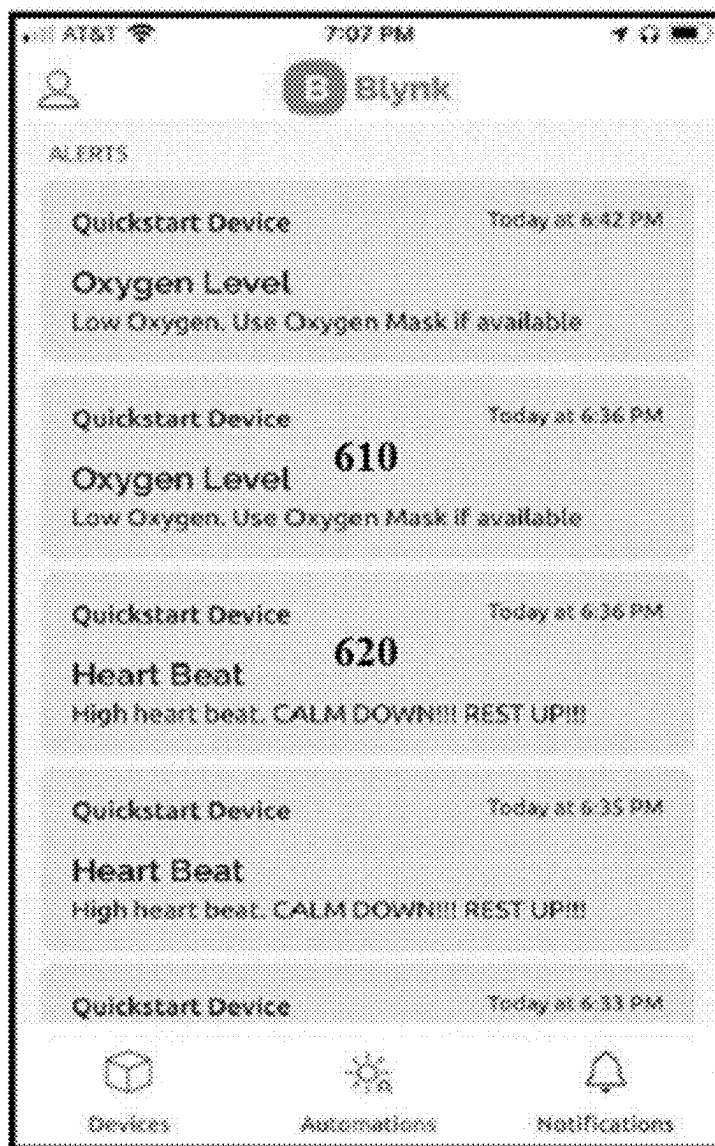 AT&T 7:07 PM
B Blynk
ALERTS
Quickstart Device Today at 6:42 PM
Oxygen Level
Low Oxygen. Use Oxygen Mask if available
Quickstart Device Today at 6:36 PM
610
Oxygen Level
Low Oxygen. Use Oxygen Mask if available
Quickstart Device Today at 6:36 PM
620
Heart Beat
High heart beat. CALM DOWN!!! REST UP!!!
Quickstart Device Today at 6:35 PM
Heart Beat
High heart beat. CALM DOWN!!! REST UP!!!
Quickstart Device Today at 6:33 PM
Devices Automations Notifications